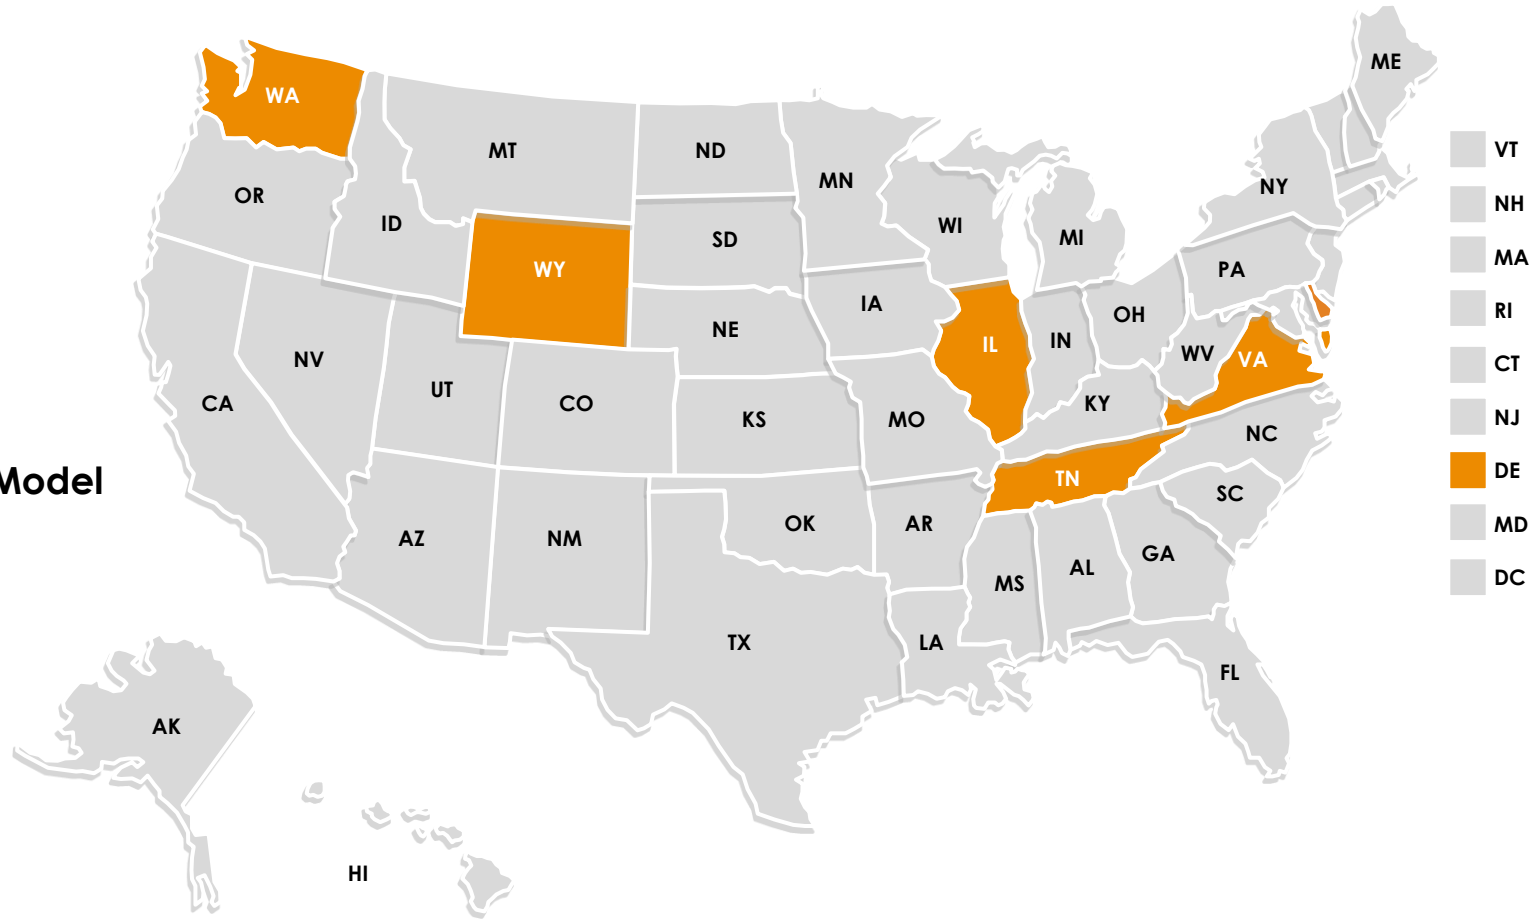 ME
WA
MT
ND
MN
VT
OR
ID
SD
WI
MI
NY
NH
WY
PA
MA
IA
NE
OH
RI
NV
UT
IL
IN
WV
VA
CT
CA
CO
KS
MO
KY
NJ
NC
Model
TN
DE
SC
AZ
NM
OK
AR
MD
GA
MS
AL
DC
TX
LA
FL
AK
HI